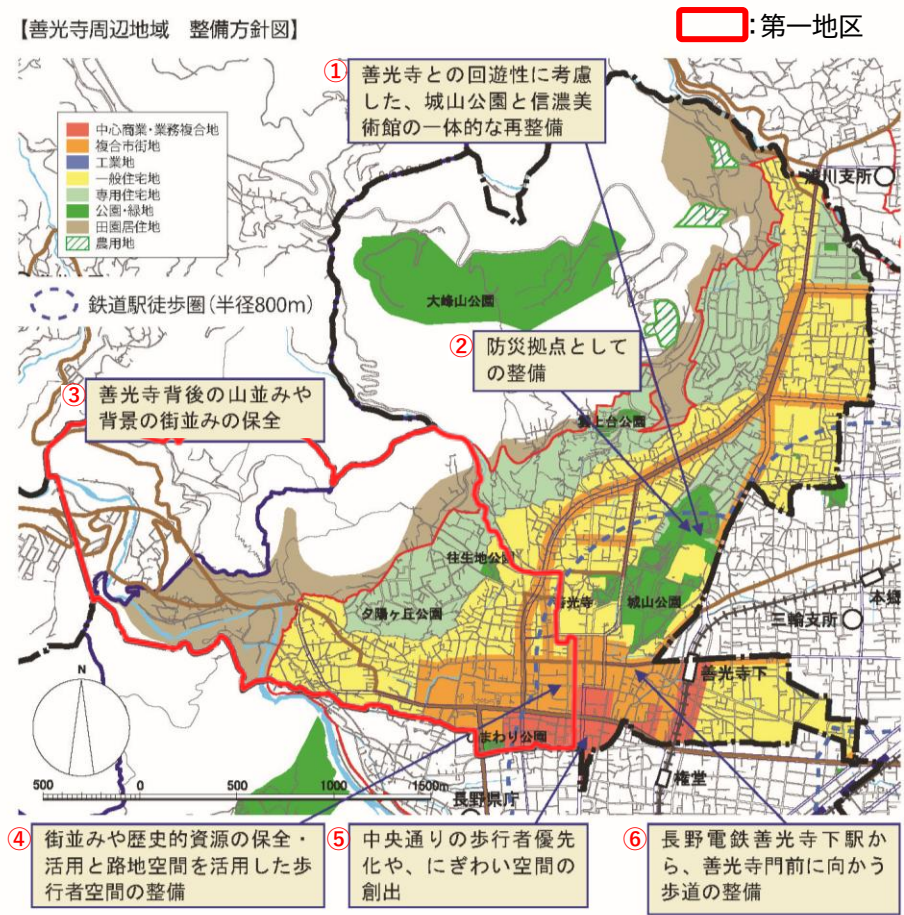 【善光寺周辺地域　整備方針図】
：第一地区
①
善光寺との回遊性に考慮
した、城山公園と信濃美
術館の一体的な再整備
中心商業・業務複合地
複合市街地
工業地
一般住宅地
専用住宅地
公園・緑地
田園居住地
農用地
鉄道駅徒歩圏(半径800m)
浅川支所
大峰山公園
②
防災拠点として
の整備
③
善光寺背後の山並みや
背景の街並みの保全
上台公園
往生地公園
夕陽ヶ丘公園
善光寺
城山公園
本郷
三輪支所
善光寺下
N
ひまわり公園
権堂
500 0 500 1000 1500m
長野県庁
④
街並みや歴史的資源の保全・
活用と路地空間を活用した歩
行者空間の整備
⑤
中央通りの歩行者優先
化や、にぎわい空間の
創出
⑥
長野電鉄善光寺下駅か
ら、善光寺門前に向かう
歩道の整備